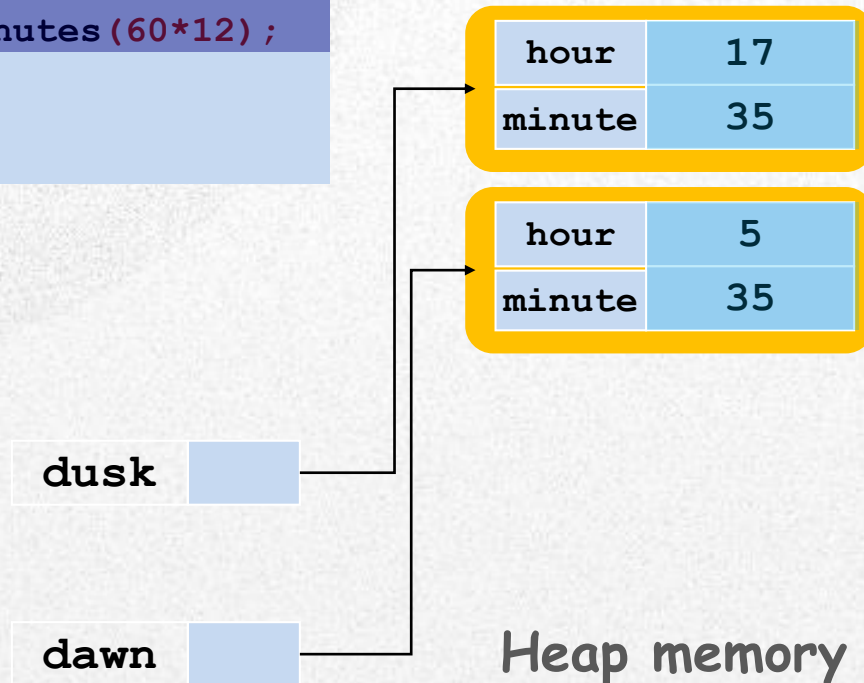 nutes(60*12);
hour 17
minute 35
hour 5
minute 35
dusk
dawn
Heap memory